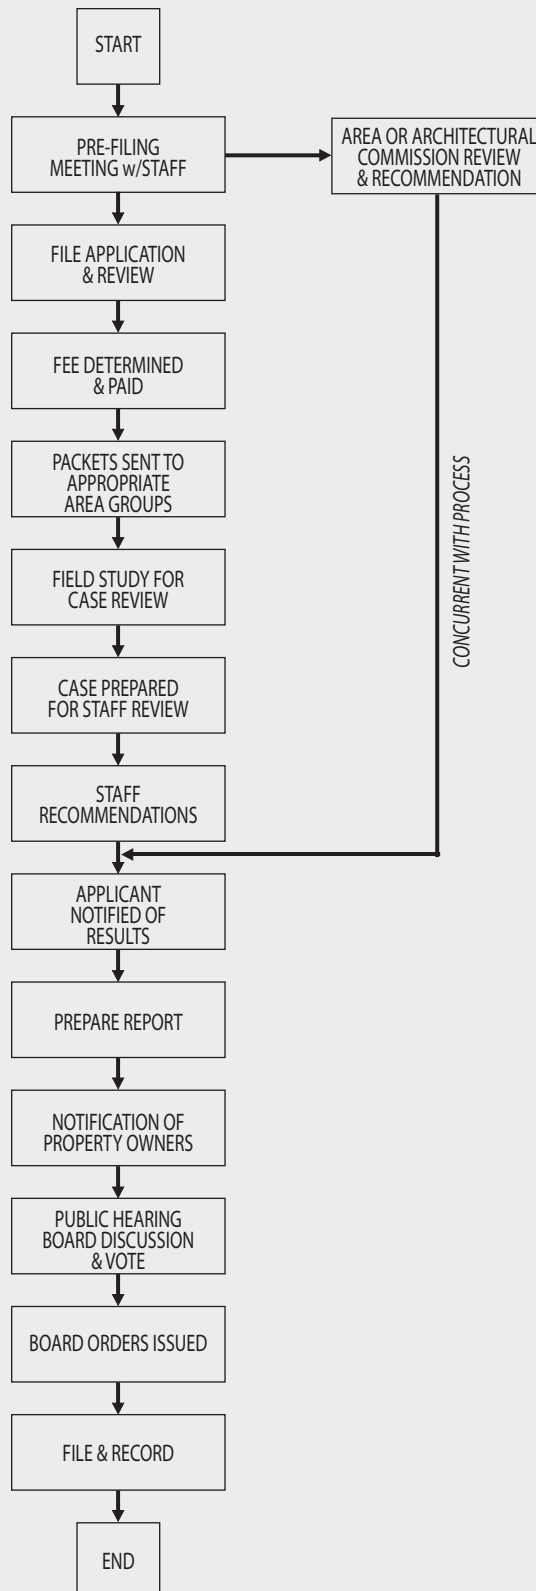 START
PRE-FILING
MEETING w/STAFF
AREA OR ARCHITECTURAL
COMMISSION REVIEW
& RECOMMENDATION
FILE APPLICATION
& REVIEW
FEE DETERMINED
& PAID
PACKETS SENT TO
APPROPRIATE
AREA GROUPS
CONCURRENT WITH PROCESS
FIELD STUDY FOR
CASE REVIEW
CASE PREPARED
FOR STAFF REVIEW
STAFF
RECOMMENDATIONS
APPLICANT
NOTIFIED OF
RESULTS
PREPARE REPORT
NOTIFICATION OF
PROPERTY OWNERS
PUBLIC HEARING
BOARD DISCUSSION
& VOTE
BOARD ORDERS ISSUED
FILE & RECORD
END